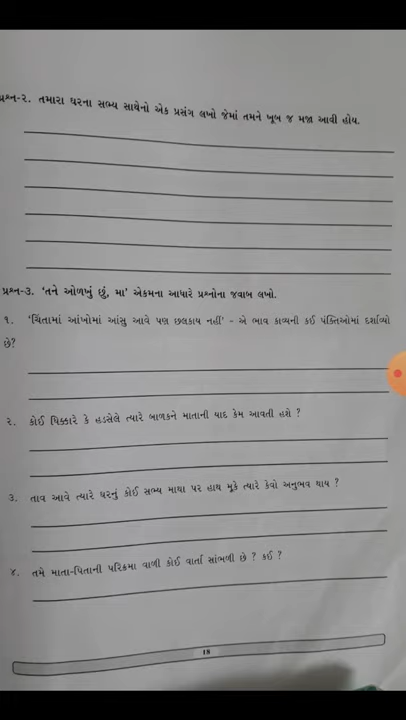 પ્રશ્ન-૨. તમારા ઘરના સભ્ય સાથેનો એક પ્રસંગ લખો જેમાં તમને ખૂબ જ મજા આવી હોય.
પ્રશ્ન-૩. 'તને ઓળખું છું, મા' એકમના આધારે પ્રશ્નોના જવાબ લખો.
૧. 'ચિંતામાં આંખોમાં આંસુ આવે પણ છલકાય નહીં' - એ ભાવ કાવ્યની કઈ પંક્તિઓમાં દર્શાવ્યો
છે?
૨. કોઈ ધિક્કારે કે હડસેલે ત્યારે બાળકને માતાની યાદ કેમ આવતી હશે ?
૩. તાવ આવે ત્યારે ઘરનું કોઈ સભ્ય માથા પર હાથ મૂકે ત્યારે કેવો અનુભવ થાય ?
૪. તમે માતા-પિતાની પરિક્રમા વાળી કોઈ વાર્તા સાંભળી છે ? કઈ ?
19